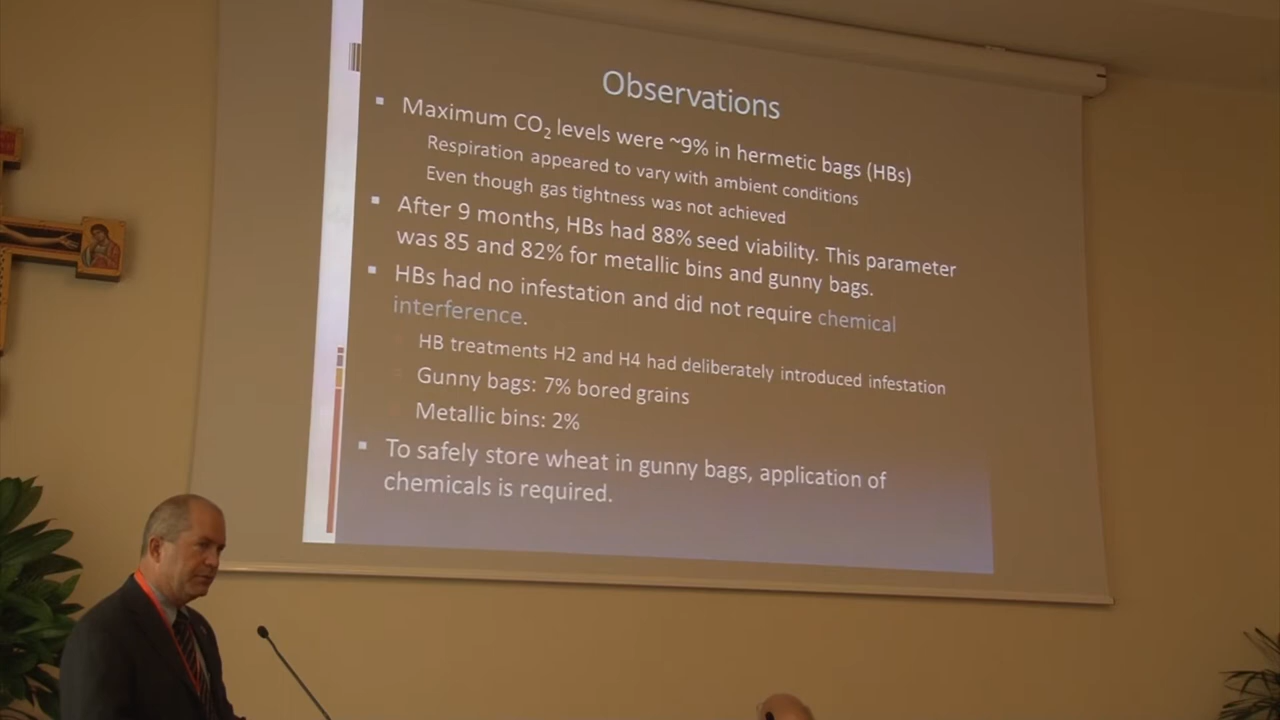 Observations
Maximum CO₂ levels were ~9% in hermetic bags (HBs)
Respiration appeared to vary with ambient conditions
Even though gas tightness was not achieved
After 9 months, HBs had 88% seed viability. This parameter
was 85 and 82% for metallic bins and gunny bags.
HBs had no infestation and did not require chemical
interference.
HB treatments H2 and H4 had deliberately introduced infestation
Gunny bags: 7% bored grains
Metallic bins: 2%
To safely store wheat in gunny bags, application of
chemicals is required.